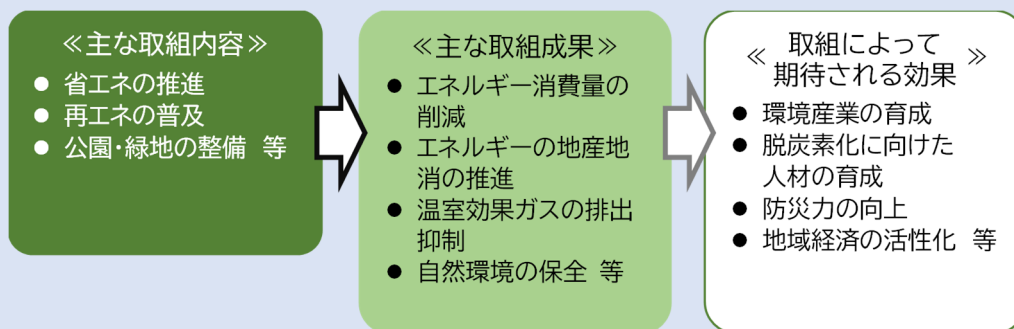 ≪主な取組内容≫
● 省エネの推進
● 再エネの普及
● 公園・緑地の整備 等
≪主な取組成果≫
● エネルギー消費量の
削減
● エネルギーの地産地
消の推進
● 温室効果ガスの排出
抑制
● 自然環境の保全 等
≪ 取組によって
期待される効果 ≫
● 環境産業の育成
● 脱炭素化に向けた
人材の育成
● 防災力の向上
● 地域経済の活性化 等